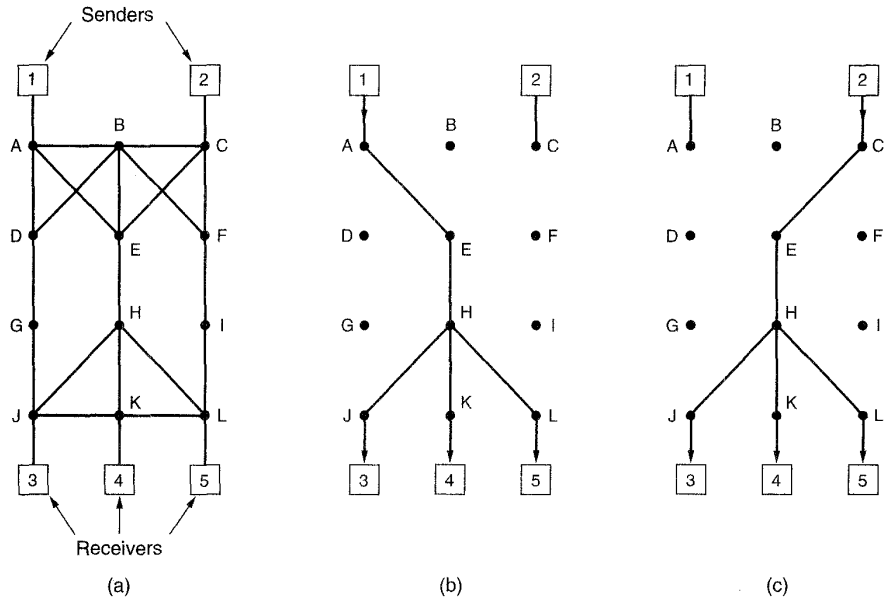 Senders
1 2 1 2 1 2
A B C A B C A B C
D E F D E F D E F
G H I G H I G H I
J K L J K L J K L
3 4 5 3 4 5 3 4 5
Receivers
(a) (b) (c)